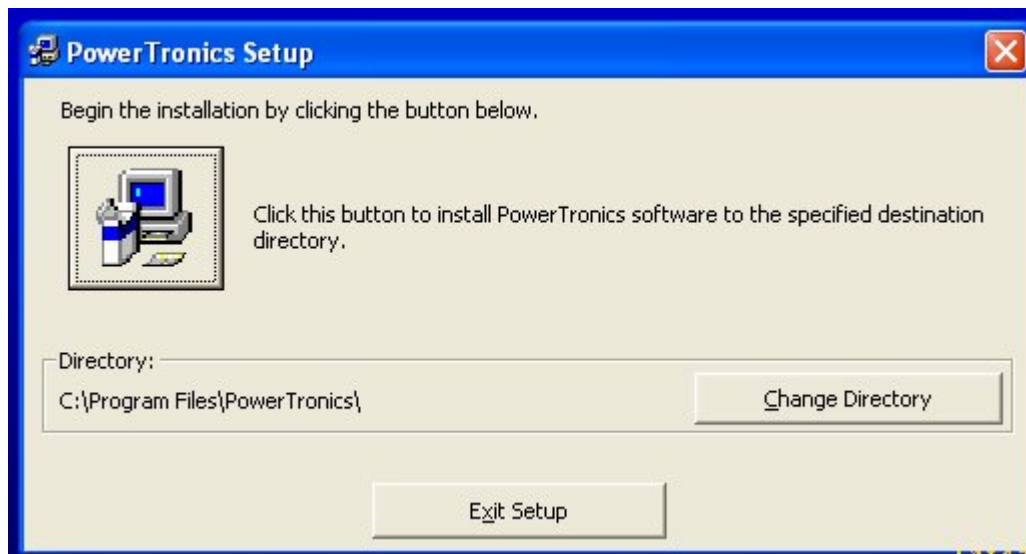 PowerTronics Setup
Begin the installation by clicking the button below.
Click this button to install PowerTronics software to the specified destination
directory.
Directory:
C:\Program Files\PowerTronics\
Change Directory
Exit Setup